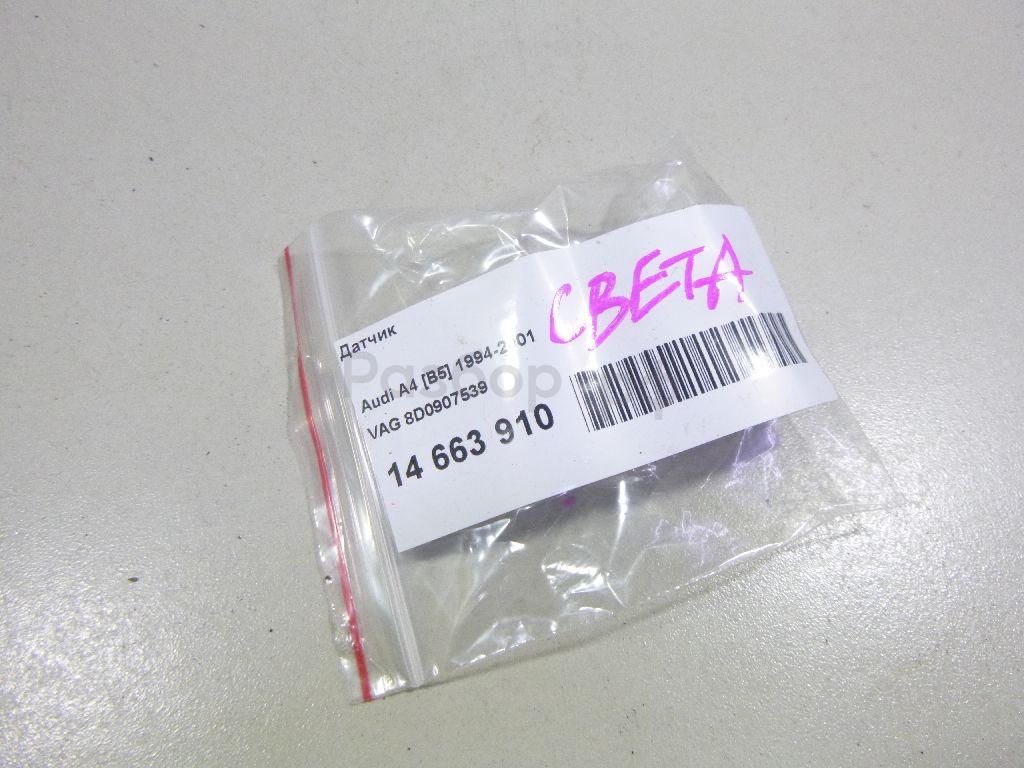 СВЕТА
Датчик
Audi A4 [B5] 1994-2001
VAG 8D0907539
14 663 910